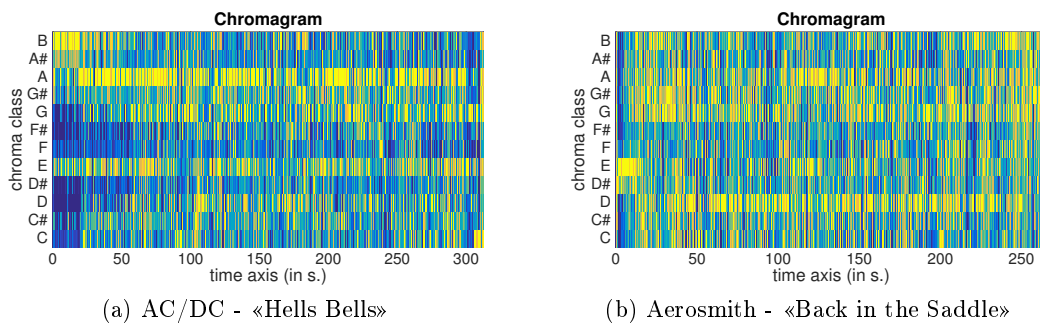 Chromagram
chroma class
B
A#
A
G#
G
F#
F
E
D#
D
C#
C
0 50 100 150 200 250 300
time axis (in s.)
(a) AC/DC - «Hells Bells»
Chromagram
chroma class
B
A#
A
G#
G
F#
F
E
D#
D
C#
C
0 50 100 150 200 250
time axis (in s.)
(b) Aerosmith - «Back in the Saddle»